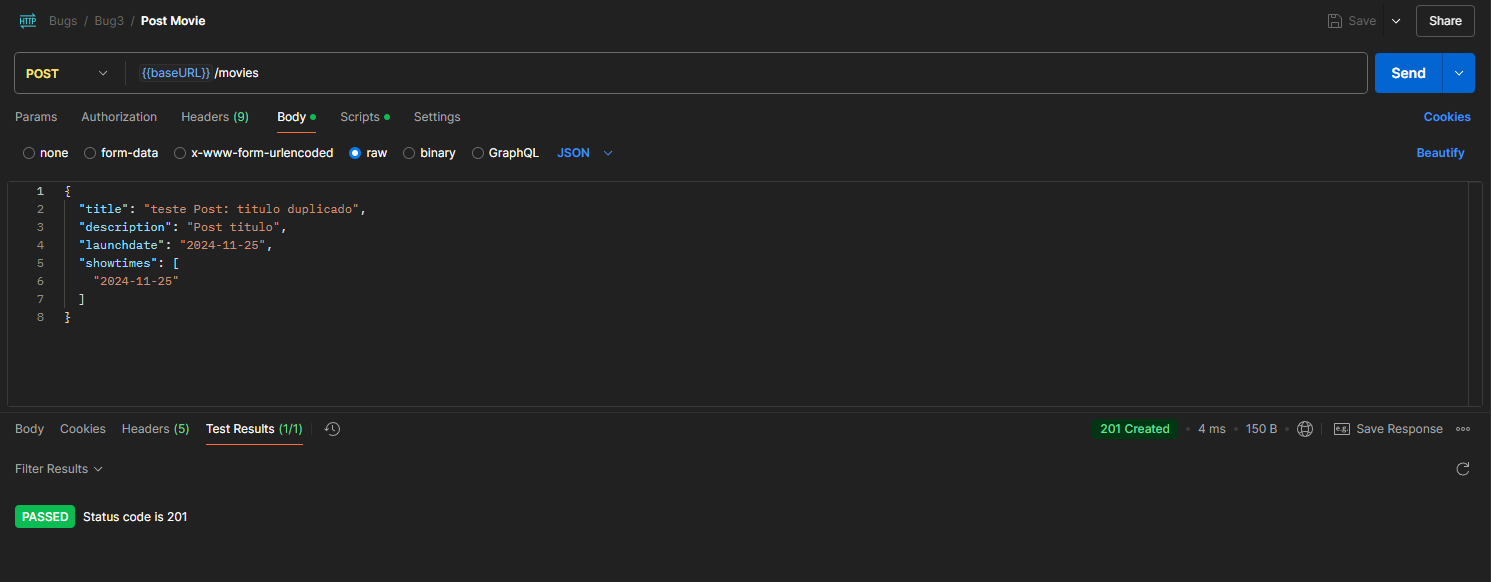 HTTP Bugs / Bug3 / Post Movie Save Share
POST {{baseURL}} /movies Send
Params Authorization Headers (9) Body Scripts Settings Cookies
none form-data x-www-form-urlencoded raw binary GraphQL JSON Beautify
1 {
2 "title": "teste Post: titulo duplicado",
3 "description": "Post titulo",
4 "launchdate": "2024-11-25",
5 "showtimes": [
6 "2024-11-25"
7 ]
8 }
Body Cookies Headers (5) Test Results (1/1) 201 Created 4 ms 150 B e.g. Save Response
Filter Results
PASSED Status code is 201